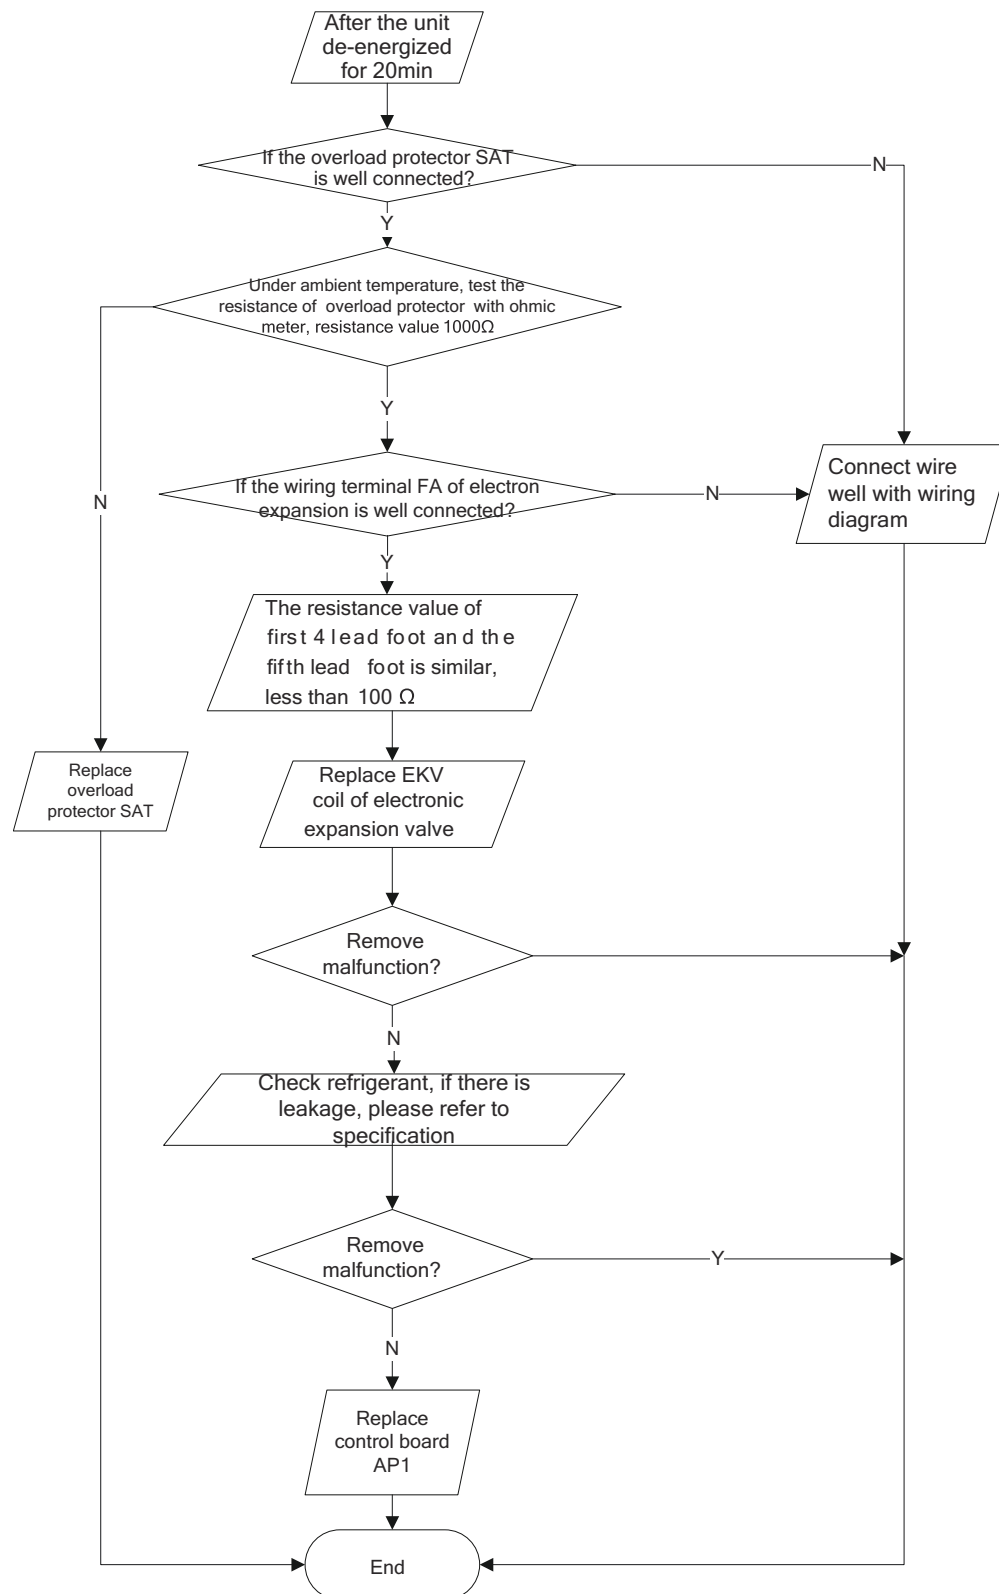 After the unit
de-energized
for 20min
If the overload protector SAT
is well connected?
N
Y
Under ambient temperature, test the
resistance of overload protector with ohmic
meter, resistance value 1000Ω
Y
N
If the wiring terminal FA of electron
expansion is well connected?
N
Connect wire
well with wiring
diagram
Y
The resistance value of
first 4 lead foot and the
fifth lead foot is similar,
less than 100 Ω
Replace
overload
protector SAT
Replace EKV
coil of electronic
expansion valve
Remove
malfunction?
N
Check refrigerant, if there is
leakage, please refer to
specification
Remove
malfunction?
Y
N
Replace
control board
AP1
End